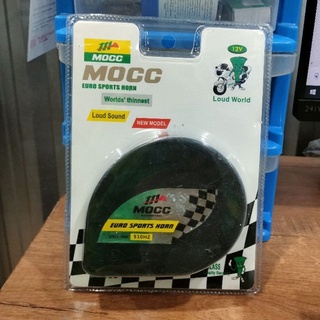 MOCC
MOCC
EURO SPORTS HORN
Worlds' thinnest
Loud Sound
NEW MODEL
12V
Loud World
MOCC
EURO SPORTS HORN
510HZ